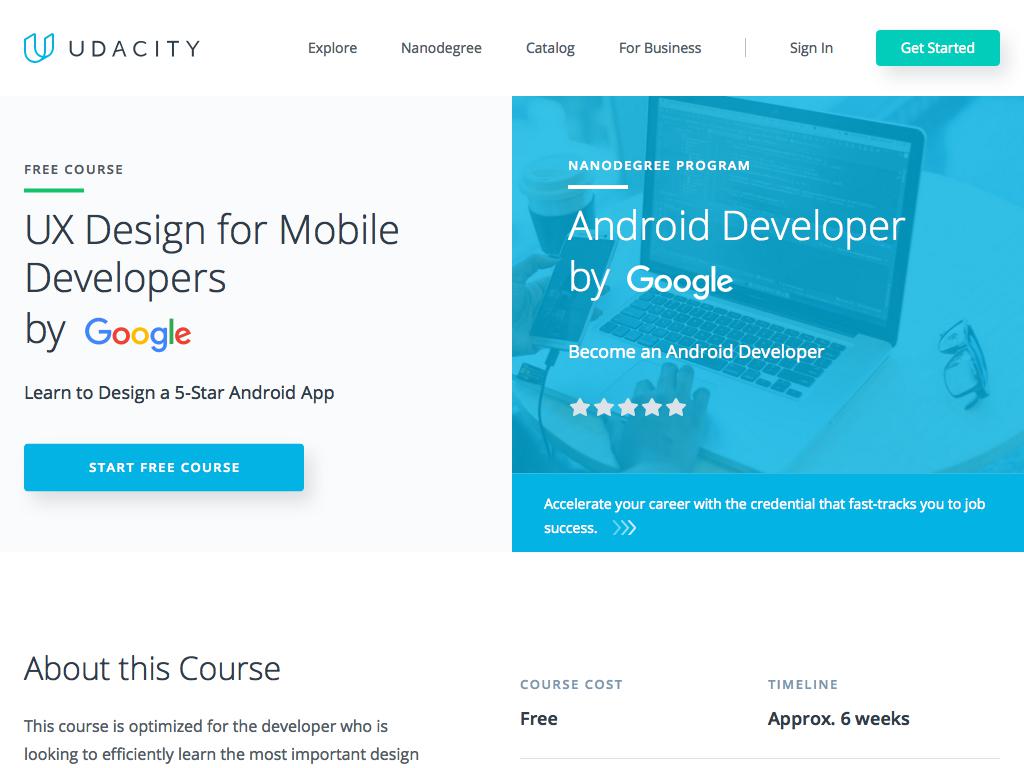 UDACITY
Explore
Nanodegree
Catalog
For Business
Sign In
Get Started
FREE COURSE
UX Design for Mobile
Developers
by Google
Learn to Design a 5-Star Android App
START FREE COURSE
NANODEGREE PROGRAM
Android Developer
by Google
Become an Android Developer
Accelerate your career with the credential that fast-tracks you to job
success.
About this Course
This course is optimized for the developer who is
looking to efficiently learn the most important design
COURSE COST
Free
TIMELINE
Approx. 6 weeks